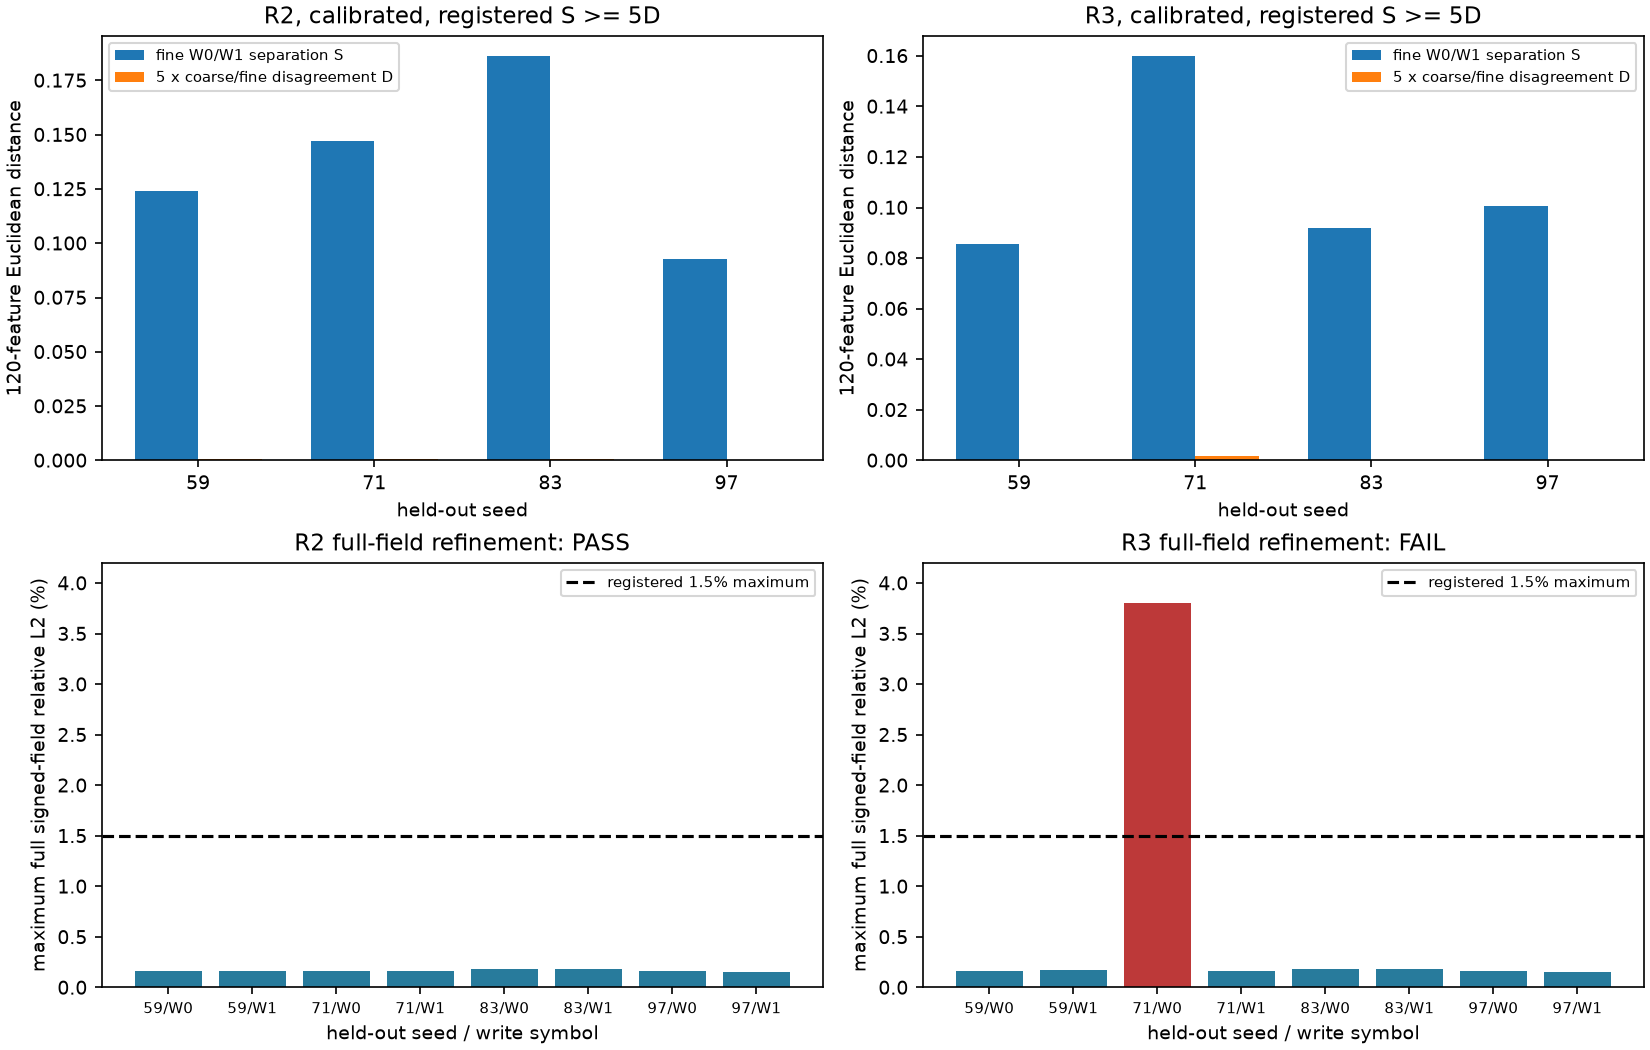 R2, calibrated, registered S >= 5D
fine W0/W1 separation S
5 x coarse/fine disagreement D
120-feature Euclidean distance
0.175
0.150
0.125
0.100
0.075
0.050
0.025
0.000
59 71 83 97
held-out seed
R3, calibrated, registered S >= 5D
fine W0/W1 separation S
5 x coarse/fine disagreement D
120-feature Euclidean distance
0.16
0.14
0.12
0.10
0.08
0.06
0.04
0.02
0.00
59 71 83 97
held-out seed
R2 full-field refinement: PASS
registered 1.5% maximum
maximum full signed-field relative L2 (%)
4.0
3.5
3.0
2.5
2.0
1.5
1.0
0.5
0.0
59/W0 59/W1 71/W0 71/W1 83/W0 83/W1 97/W0 97/W1
held-out seed / write symbol
R3 full-field refinement: FAIL
registered 1.5% maximum
maximum full signed-field relative L2 (%)
4.0
3.5
3.0
2.5
2.0
1.5
1.0
0.5
0.0
59/W0 59/W1 71/W0 71/W1 83/W0 83/W1 97/W0 97/W1
held-out seed / write symbol